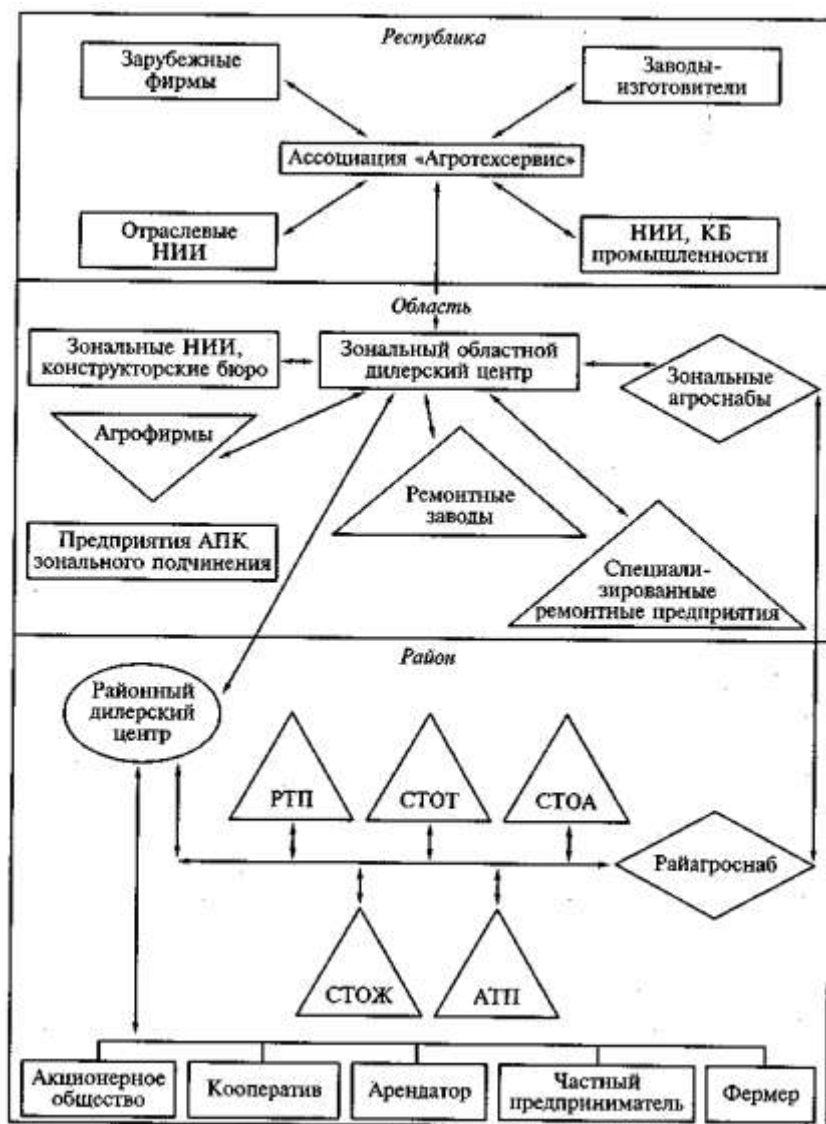 Республика
Зарубежные
фирмы
Заводы-
изготовители
Ассоциация «Агротехсервис»
Отраслевые
НИИ
НИИ, КБ
промышленности
Область
Зональные НИИ,
конструкторские бюро
Зональный областной
дилерский центр
Зональные
агроснабы
Агрофирмы
Ремонтные
заводы
Предприятия АПК
зонального подчинения
Специали-
зированные
ремонтные предприятия
Район
Районный
дилерский
центр
РТП
СТОТ
СТОА
Райагроснаб
СТОЖ
АТП
Акционерное
общество
Кооператив
Арендатор
Частный
предприниматель
Фермер